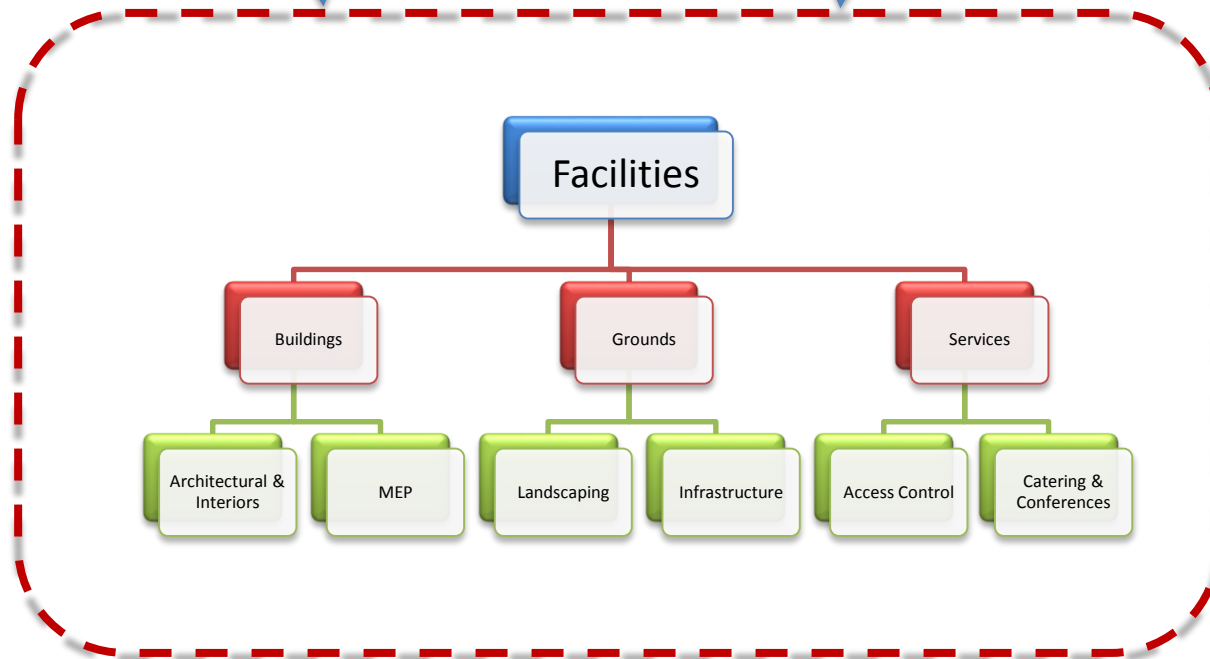 Facilities
Buildings
Grounds
Services
Architectural &
Interiors
MEP
Landscaping
Infrastructure
Access Control
Catering &
Conferences